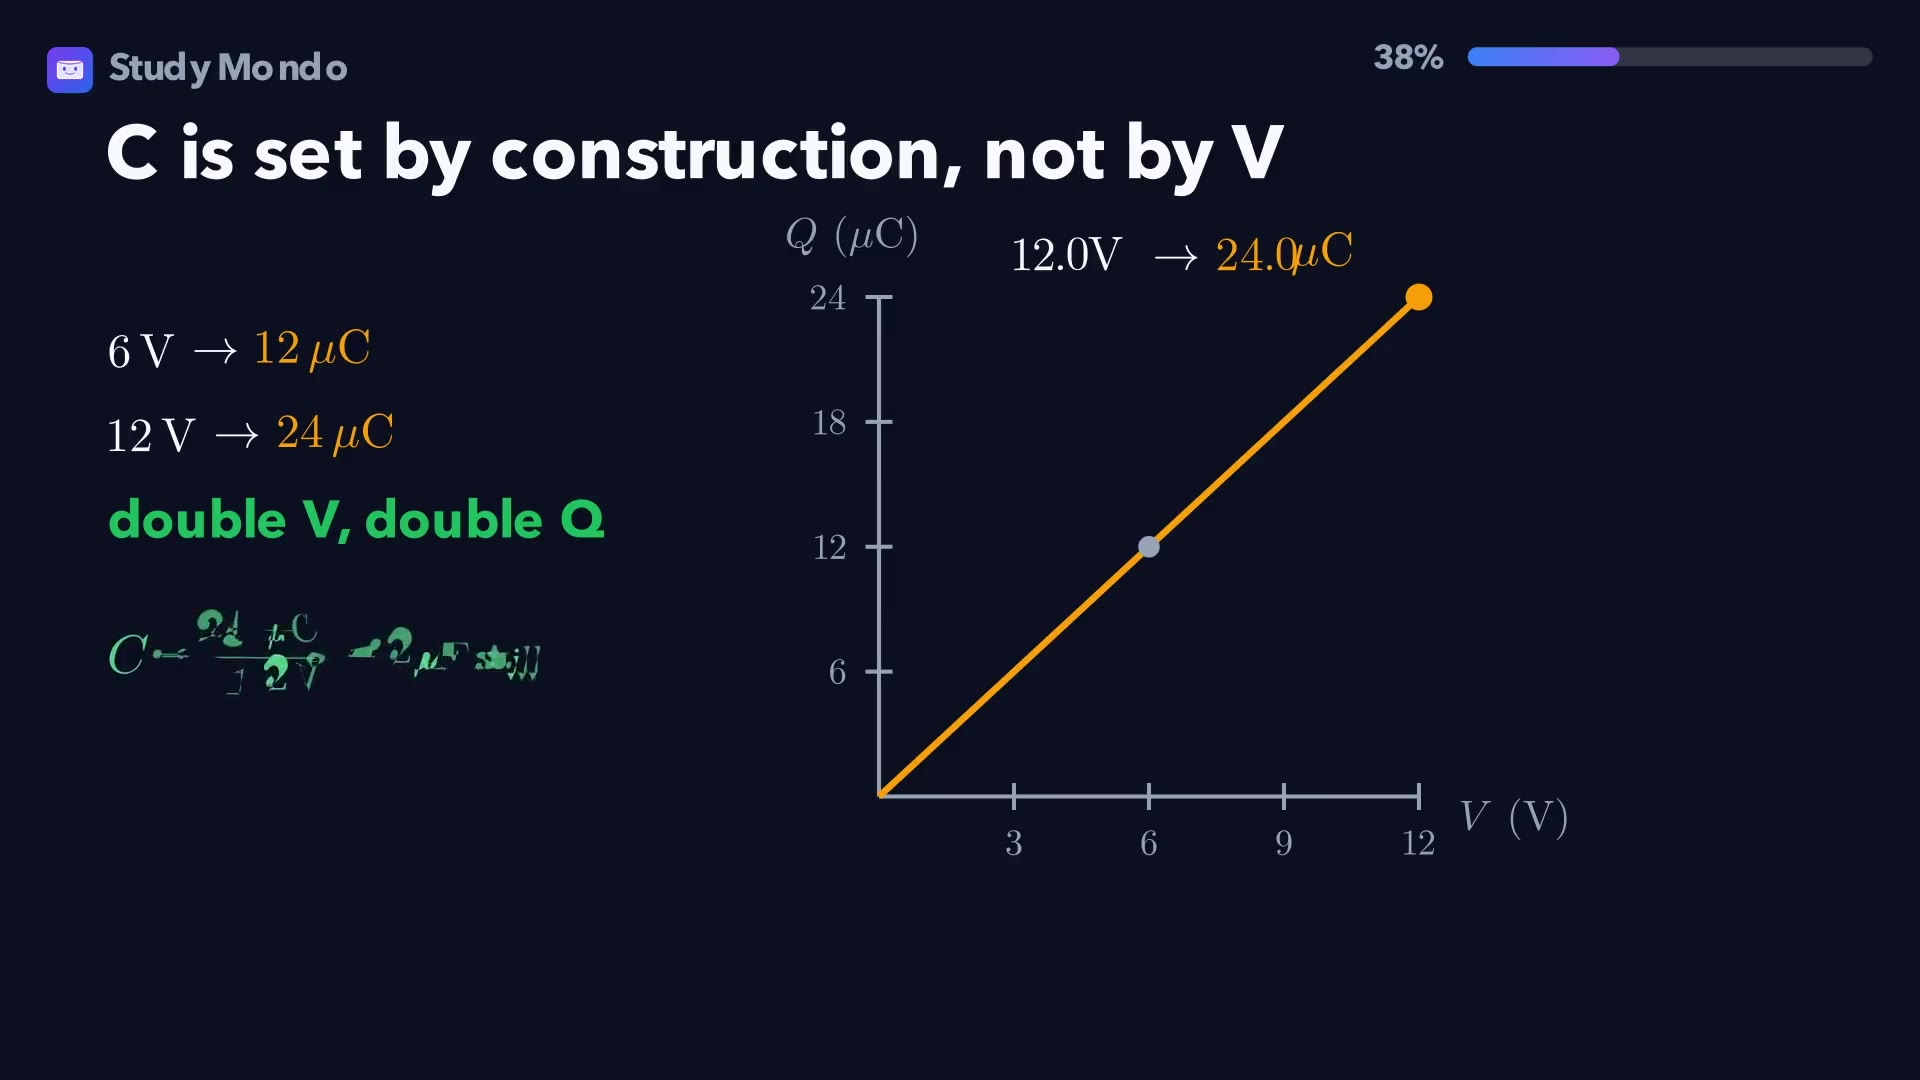 Study Mondo
38%
C is set by construction, not by V
Q (μC)
12.0V → 24.0μC
6 V → 12 μC
12 V → 24 μC
double V, double Q
24
18
12
6
3 6 9 12
V (V)